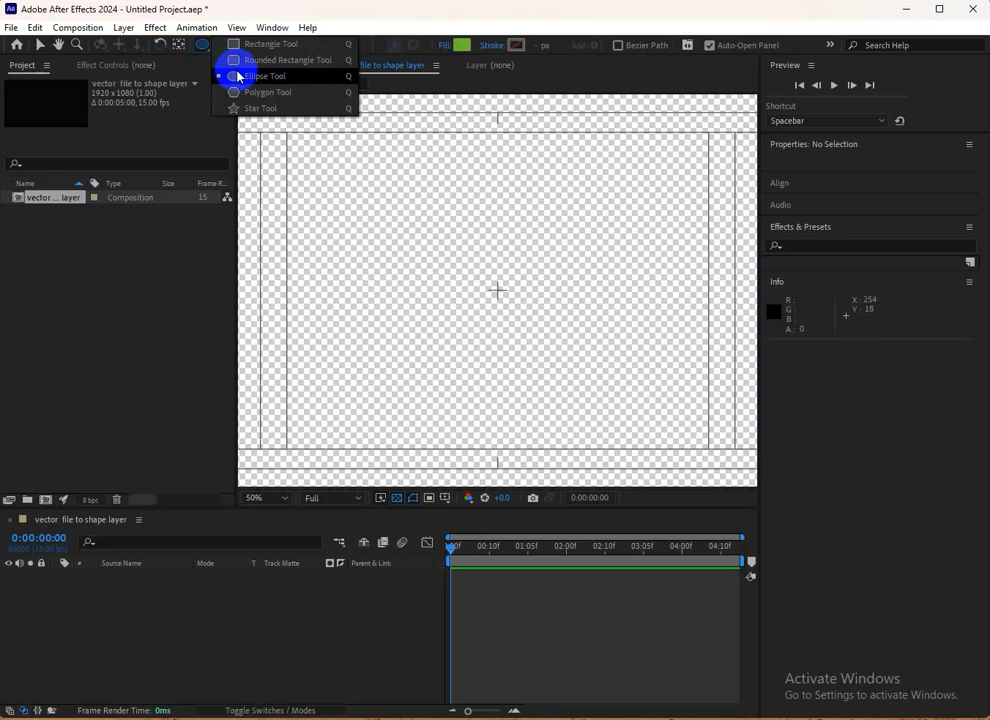 Ae Adobe After Effects 2024 - Untitled Project.aep *
File Edit Composition Layer Effect Animation View Window Help
Fill: Stroke: - px Bezier Path Auto-Open Panel Search Help
Rectangle Tool Q
Rounded Rectangle Tool Q
Ellipse Tool Q
Polygon Tool Q
Star Tool Q
Project Effect Controls (none) file to shape layer Layer (none)
vector file to shape layer
1920 x 1080 (1.00)
Δ 0:00:05:00, 15.00 fps
Name Type Size Frame R...
vector ... layer Composition 15
Preview
Shortcut
Spacebar
Properties: No Selection
Align
Audio
Effects & Presets
Info
R:
G:
B:
A: 0
X: 254
Y: 18
8 bpc
50% Full +0.0 0:00:00:00
vector file to shape layer
0:00:00:00
00000 (15.00 fps)
# Source Name Mode T Track Matte Parent & Link
:00f 00:10f 01:05f 02:00f 02:10f 03:05f 04:00f 04:10f
Frame Render Time: 0ms Toggle Switches / Modes
Activate Windows
Go to Settings to activate Windows.